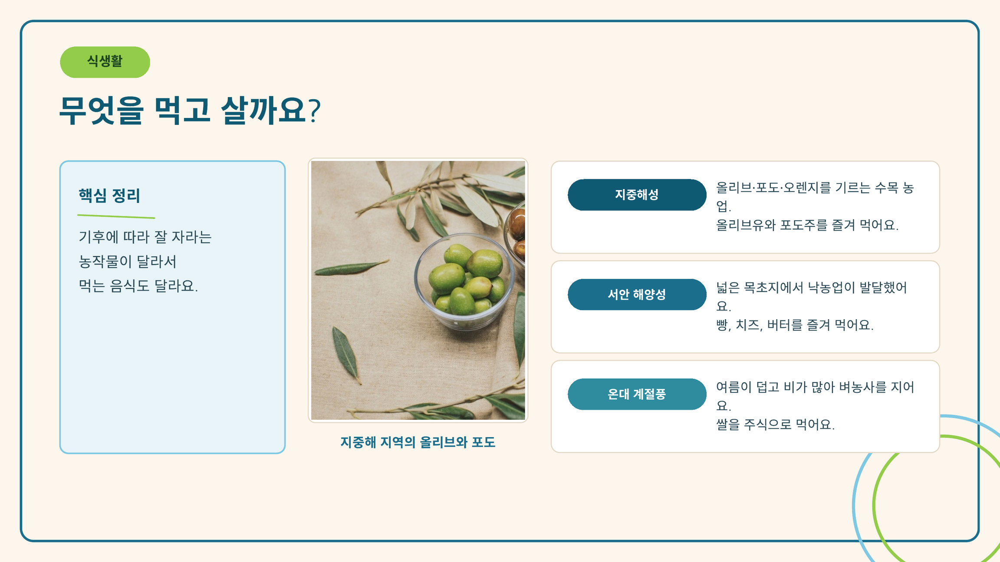 식생활
무엇을 먹고 살까요?
핵심 정리
기후에 따라 잘 자라는
농작물이 달라서
먹는 음식도 달라요.
지중해 지역의 올리브와 포도
지중해성
올리브·포도·오렌지를 기르는 수목 농
업.
올리브유와 포도주를 즐겨 먹어요.
서안 해양성
넓은 목초지에서 낙농업이 발달했어
요.
빵, 치즈, 버터를 즐겨 먹어요.
온대 계절풍
여름이 덥고 비가 많아 벼농사를 지어
요.
쌀을 주식으로 먹어요.